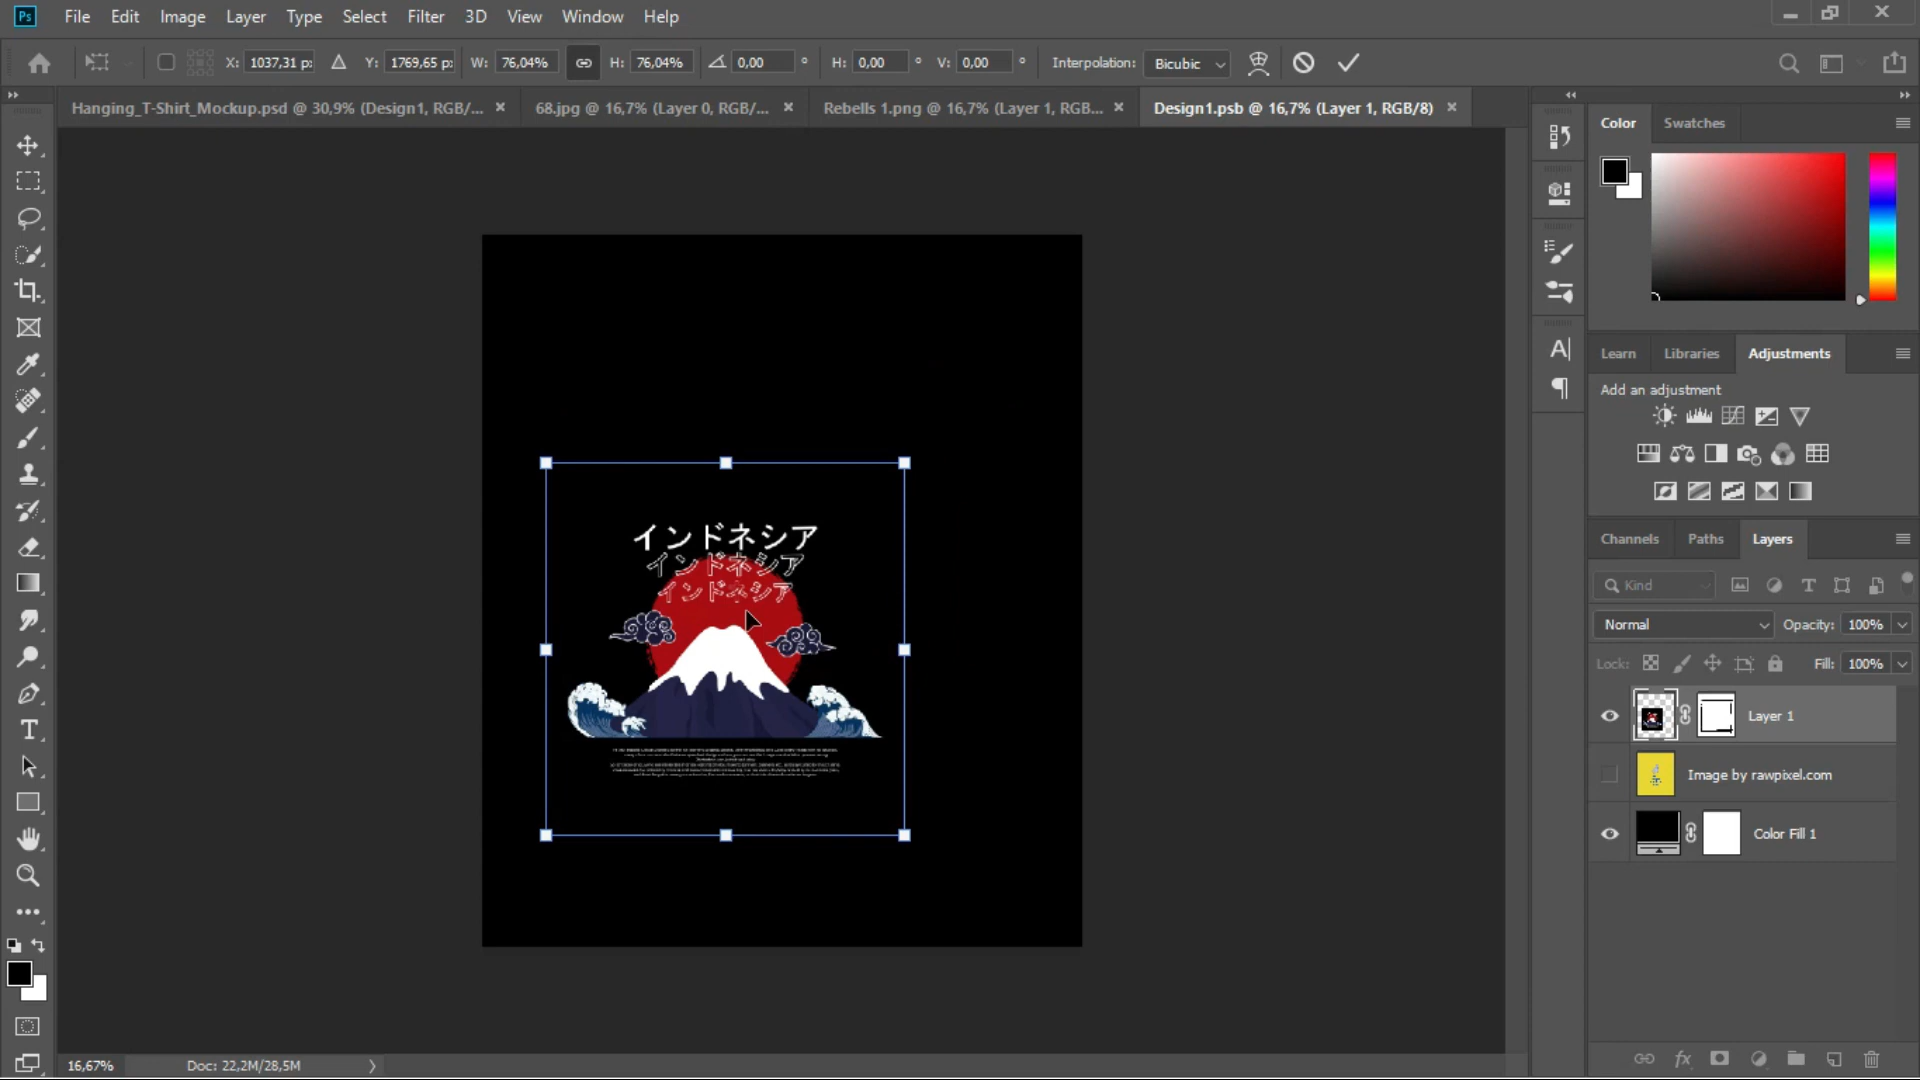 Ps File Edit Image Layer Type Select Filter 3D View Window Help
X: 1037,31 p Y: 1769,65 p W: 76,04% H: 76,04% 0,00 ° H: 0,00 ° V: 0,00 ° Interpolation: Bicubic
Hanging_T-Shirt_Mockup.psd @ 30,9% (Design1, RGB/... × 68.jpg @ 16,7% (Layer 0, RGB/... × Rebells 1.png @ 16,7% (Layer 1, RGB... × Design1.psb @ 16,7% (Layer 1, RGB/8) ×
Color Swatches
Learn Libraries Adjustments
Add an adjustment
Channels Paths Layers
Kind
Normal Opacity: 100%
Lock: Fill: 100%
Layer 1
Image by rawpixel.com
Color Fill 1
インドネシア
インドネシア
インドネシア
16,67% Doc: 22,2M/28,5M